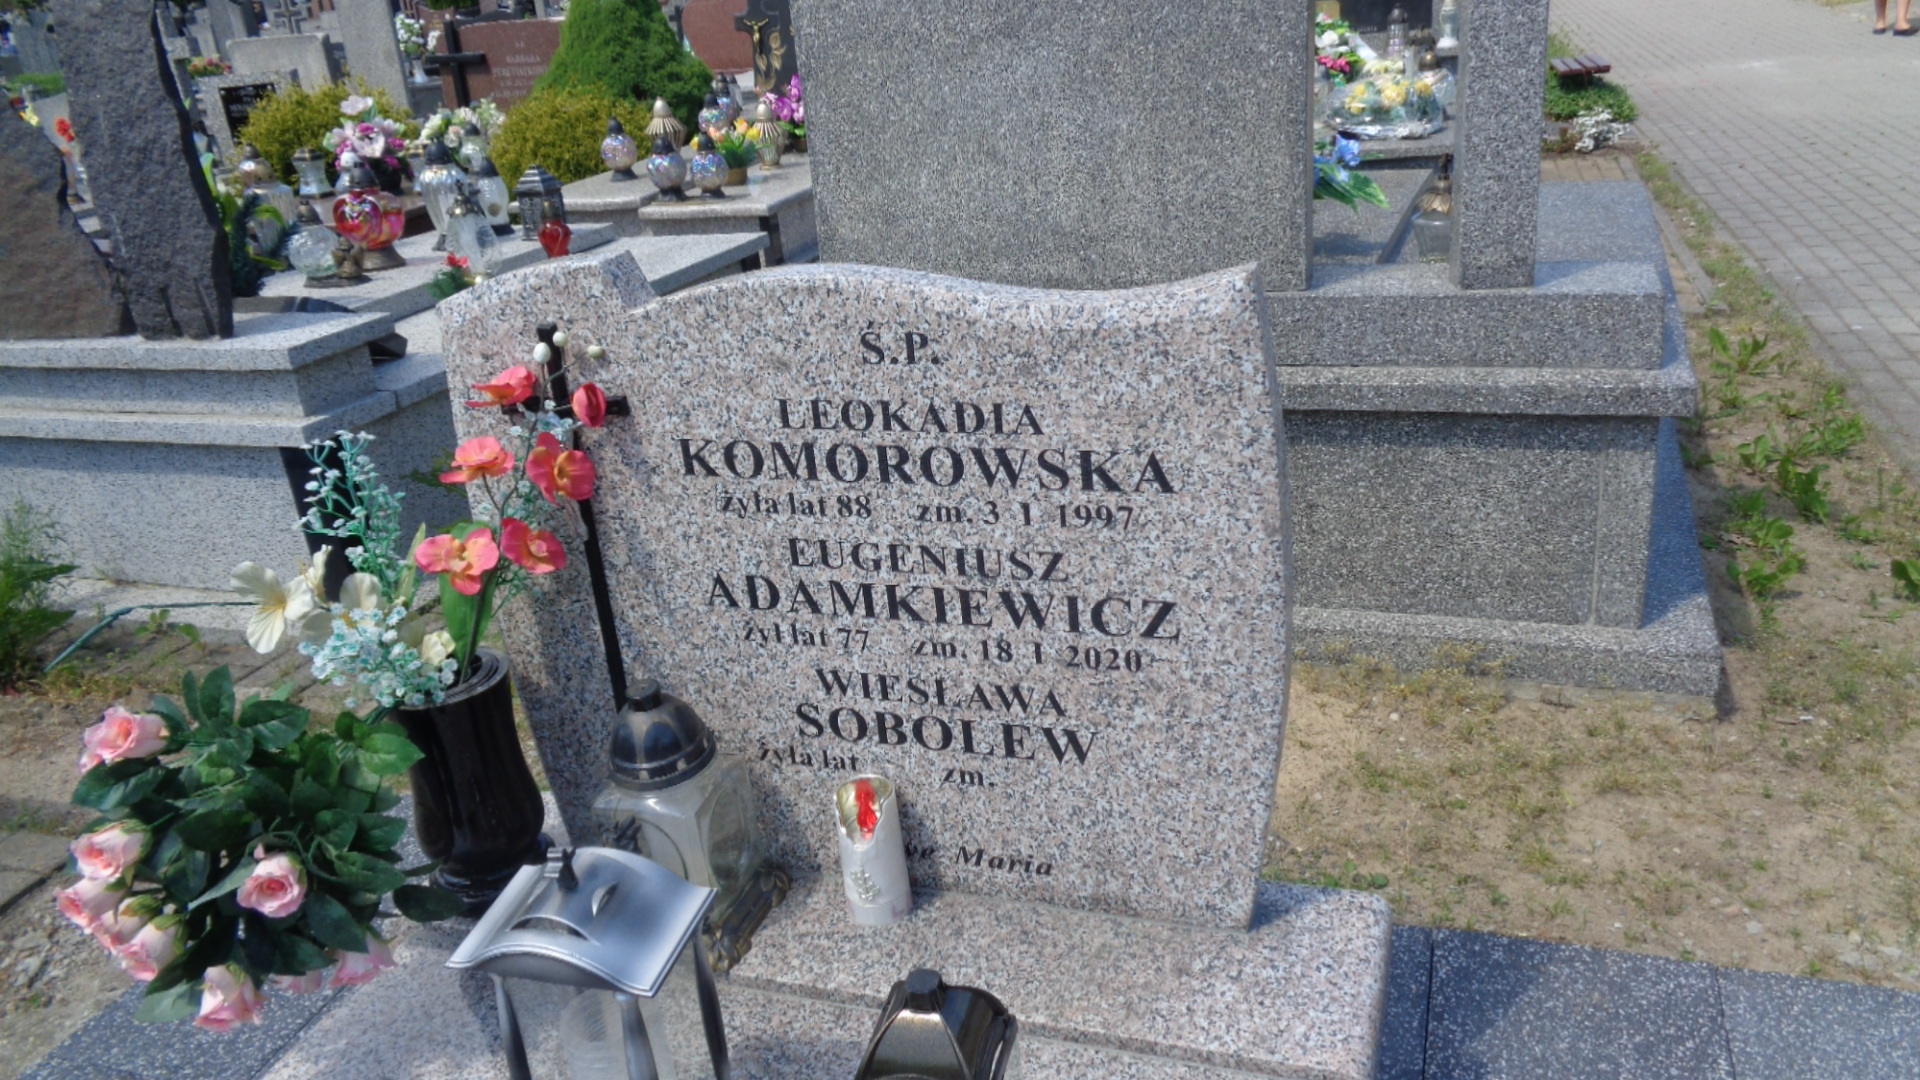 Ś.P.
LEOKADIA
KOMOROWSKA
żyła lat 88 zm. 3 1 1997
EUGENIUSZ
ADAMKIEWICZ
żył lat 77 zm. 18 1 2020
WIESŁAWA
SOBOLEW
żyła lat zm.
Maria
BARBARA